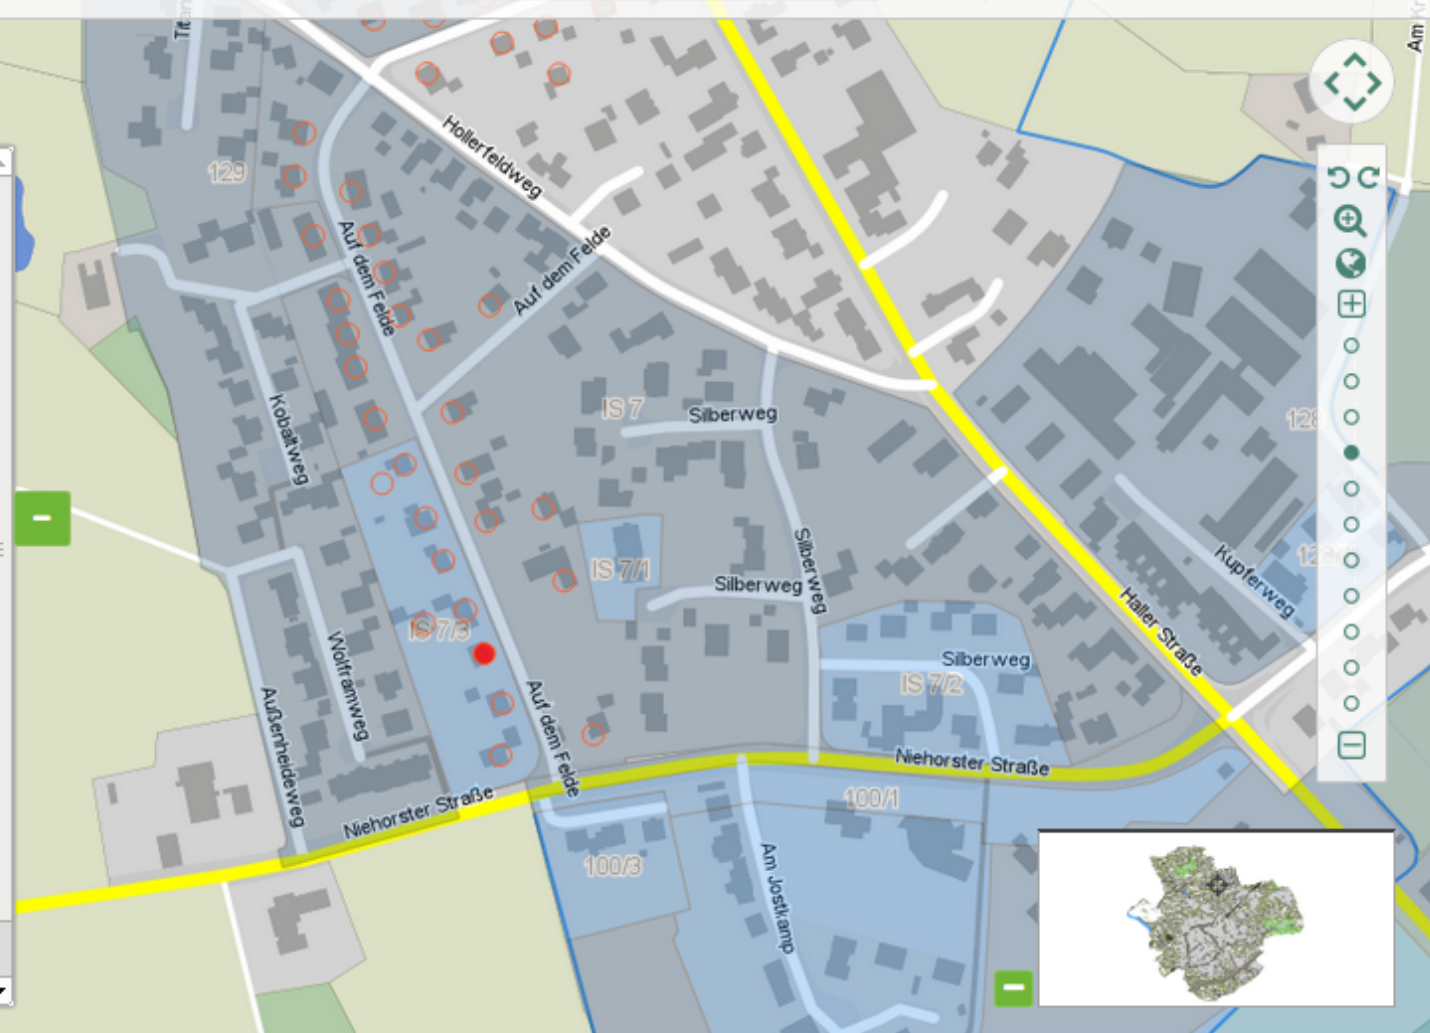 Hollerfeldweg
129
Auf dem Felde
Auf dem Felde
Kobaltweg
IS 7
Silberweg
128
Silberweg
IS 7/1
Silberweg
Kupferweg
Haller Straße
IS 7/3
Wolframweg
Silberweg
IS 7/2
Außenheideweg
Auf dem Felde
Niehorster Straße
Niehorster Straße
100/1
100/3
Am Jostkamp